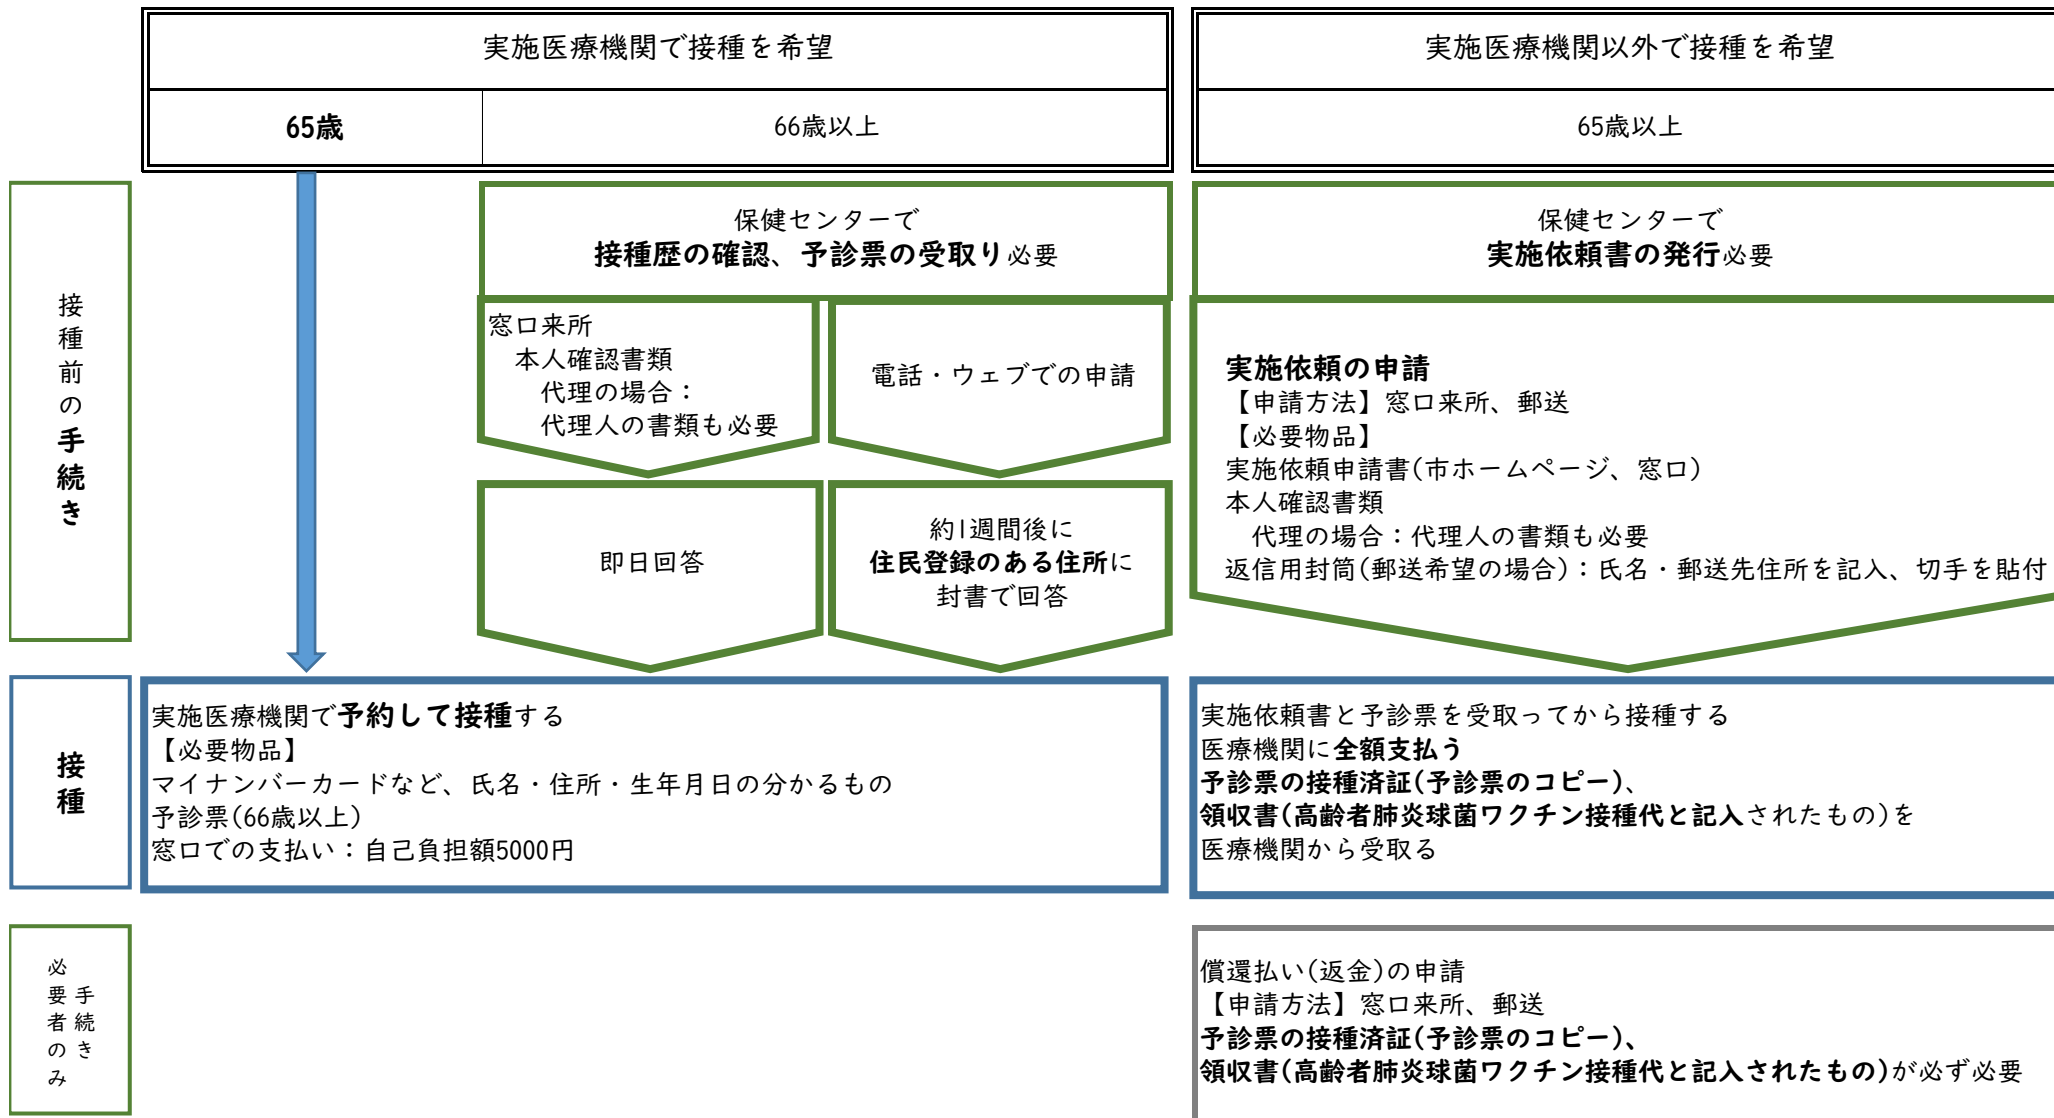 実施医療機関で接種を希望
65歳
66歳以上
実施医療機関以外で接種を希望
65歳以上
接種前の手続き
保健センターで
接種歴の確認、予診票の受取り必要
窓口来所
本人確認書類
代理の場合：
代理人の書類も必要
電話・ウェブでの申請
即日回答
約1週間後に
住民登録のある住所に
封書で回答
保健センターで
実施依頼書の発行必要
実施依頼の申請
【申請方法】窓口来所、郵送
【必要物品】
実施依頼申請書(市ホームページ、窓口)
本人確認書類
代理の場合：代理人の書類も必要
返信用封筒(郵送希望の場合)：氏名・郵送先住所を記入、切手を貼付
接種
実施医療機関で予約して接種する
【必要物品】
マイナンバーカードなど、氏名・住所・生年月日の分かるもの
予診票(66歳以上)
窓口での支払い：自己負担額5000円
実施依頼書と予診票を受取ってから接種する
医療機関に全額支払う
予診票の接種済証(予診票のコピー)、
領収書(高齢者肺炎球菌ワクチン接種代と記入されたもの)を
医療機関から受取る
手続き
必要者のみ
償還払い(返金)の申請
【申請方法】窓口来所、郵送
予診票の接種済証(予診票のコピー)、
領収書(高齢者肺炎球菌ワクチン接種代と記入されたもの)が必ず必要